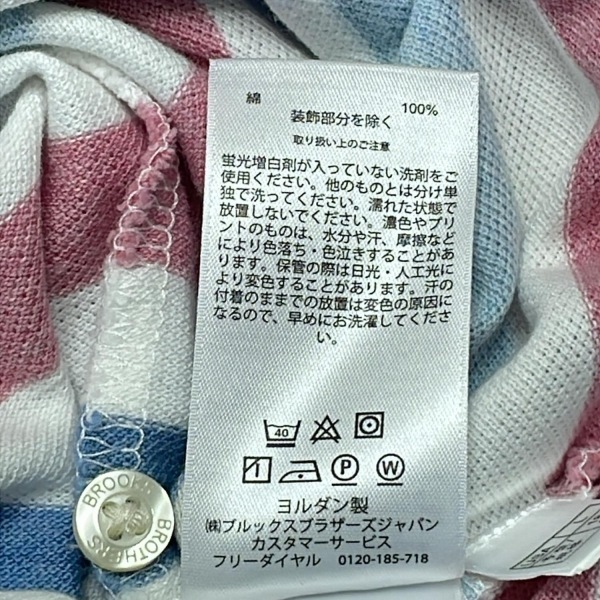 綿 100%
装飾部分を除く
取り扱い上のご注意
蛍光増白剤が入っていない洗剤をご
使用ください。他のものとは分け単
独で洗ってください。濡れた状態で
放置しないでください。濃色やプリ
ントのものは、水分や汗、摩擦など
により色落ち・色泣きすることがあ
ります。保管の際は日光・人工光に
より変色することがあります。汗の
付着のままでの放置は変色の原因に
なるので、早めにお洗濯してくださ
い。
40
P W
ヨルダン製
㈱ブルックスブラザーズジャパン
カスタマーサービス
フリーダイヤル 0120-185-718
BROOKS
BROTHERS